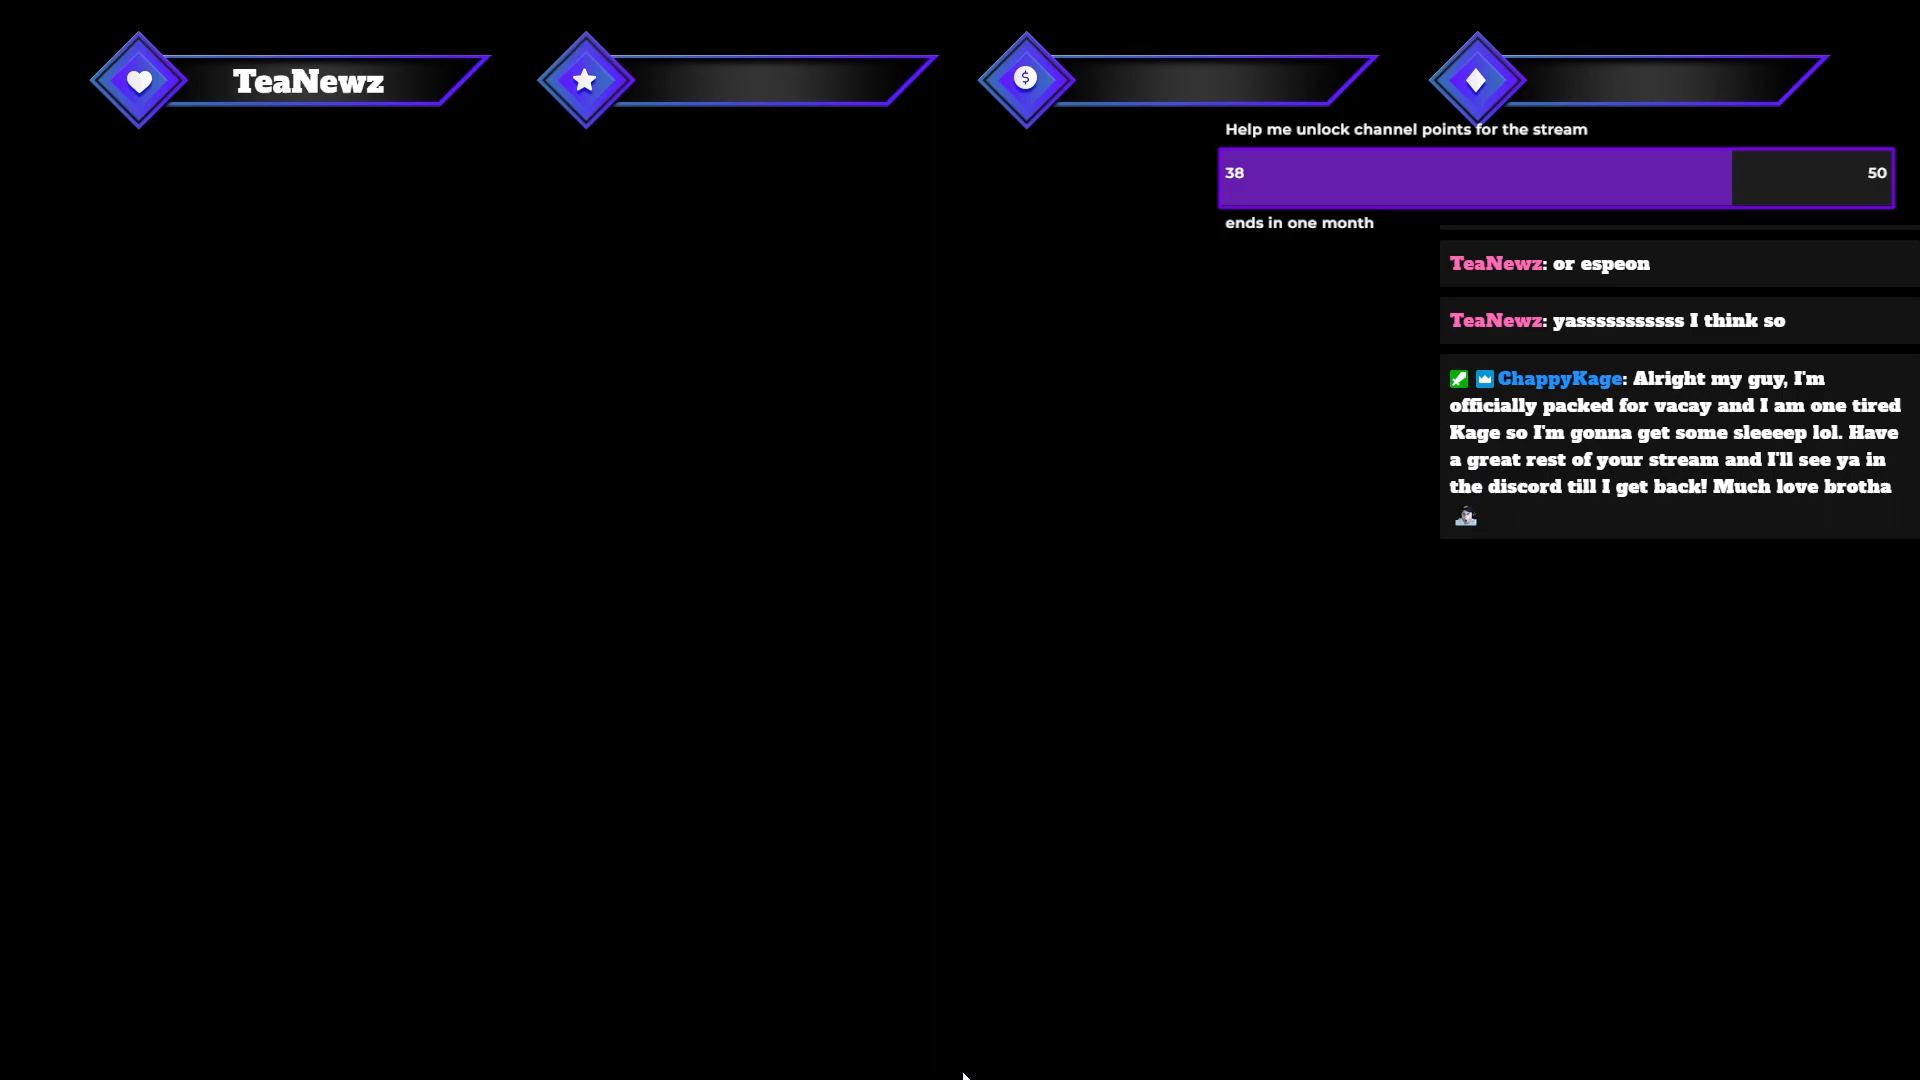 TeaNewz
Help me unlock channel points for the stream
38
50
ends in one month
TeaNewz: or espeon
TeaNewz: yasssssssssss I think so
ChappyKage: Alright my guy, I'm
officially packed for vacay and I am one tired
Kage so I'm gonna get some sleeeep lol. Have
a great rest of your stream and I'll see ya in
the discord till I get back! Much love brotha